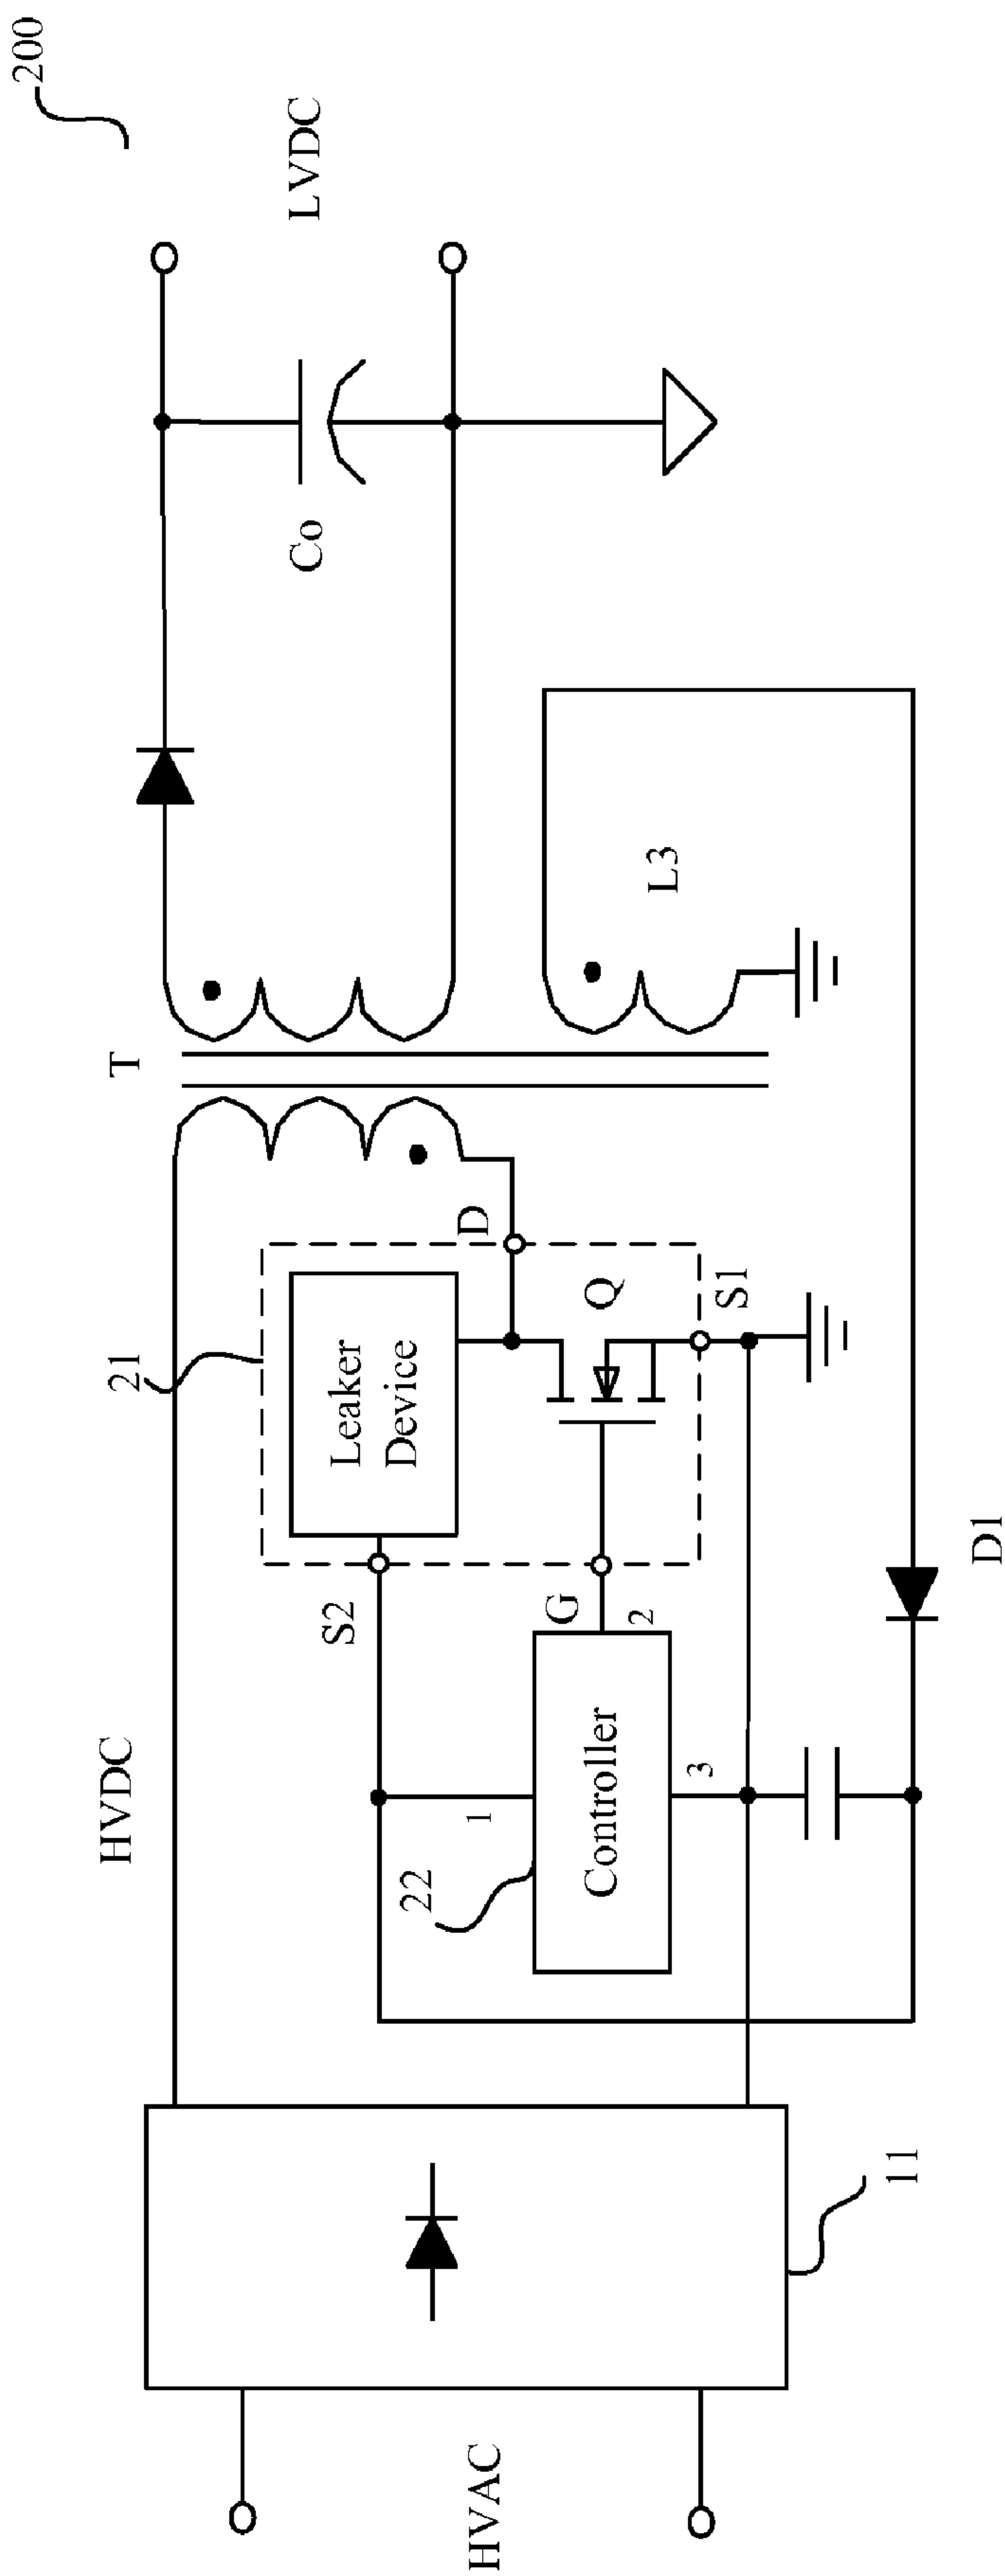 200
LVDC
Co
T
L3
D
21
Leaker
Device
Q
S1
S2
G
2
D1
HVDC
1
3
22
Controller
11
HVAC